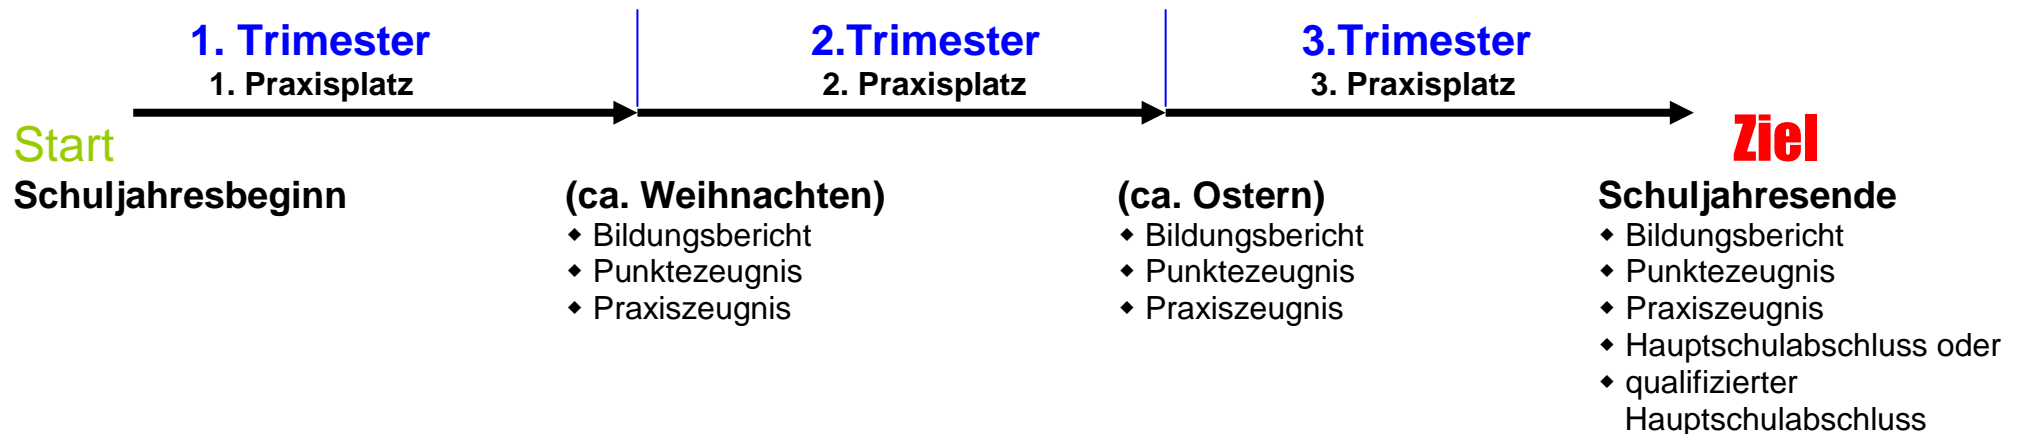 1. Trimester
1. Praxisplatz
2.Trimester
2. Praxisplatz
3.Trimester
3. Praxisplatz
Start
Schuljahresbeginn
(ca. Weihnachten)
◆ Bildungsbericht
◆ Punktezeugnis
◆ Praxiszeugnis
(ca. Ostern)
◆ Bildungsbericht
◆ Punktezeugnis
◆ Praxiszeugnis
Ziel
Schuljahresende
◆ Bildungsbericht
◆ Punktezeugnis
◆ Praxiszeugnis
◆ Hauptschulabschluss oder
◆ qualifizierter
Hauptschulabschluss